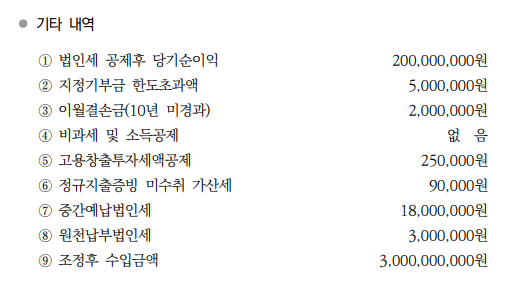 ● 기타 내역
① 법인세 공제후 당기순이익 200,000,000원
② 지정기부금 한도초과액 5,000,000원
③ 이월결손금(10년 미경과) 2,000,000원
④ 비과세 및 소득공제 없 음
⑤ 고용창출투자세액공제 250,000원
⑥ 정규지출증빙 미수취 가산세 90,000원
⑦ 중간예납법인세 18,000,000원
⑧ 원천납부법인세 3,000,000원
⑨ 조정후 수입금액 3,000,000,000원